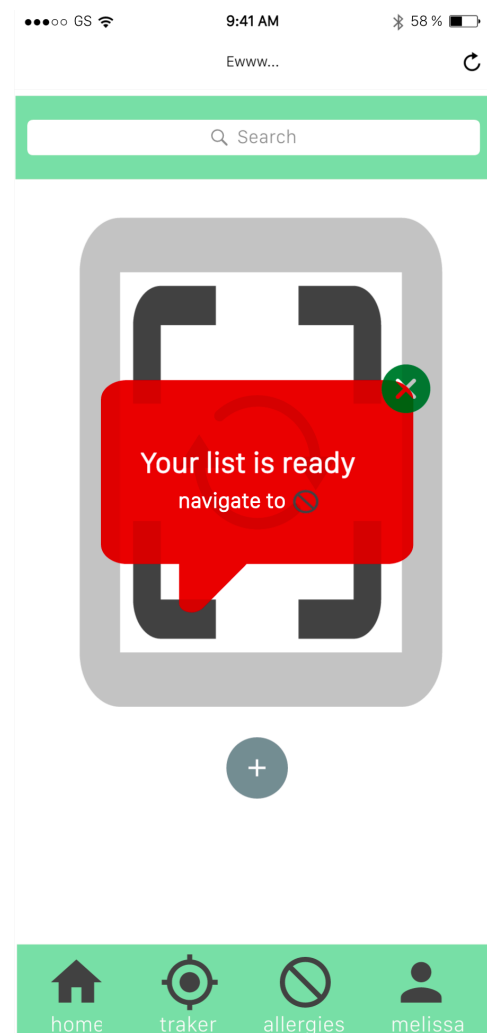 GS 9:41 AM 58 %
Ewww...
Search
Your list is ready
navigate to
+
home traker allergies melissa